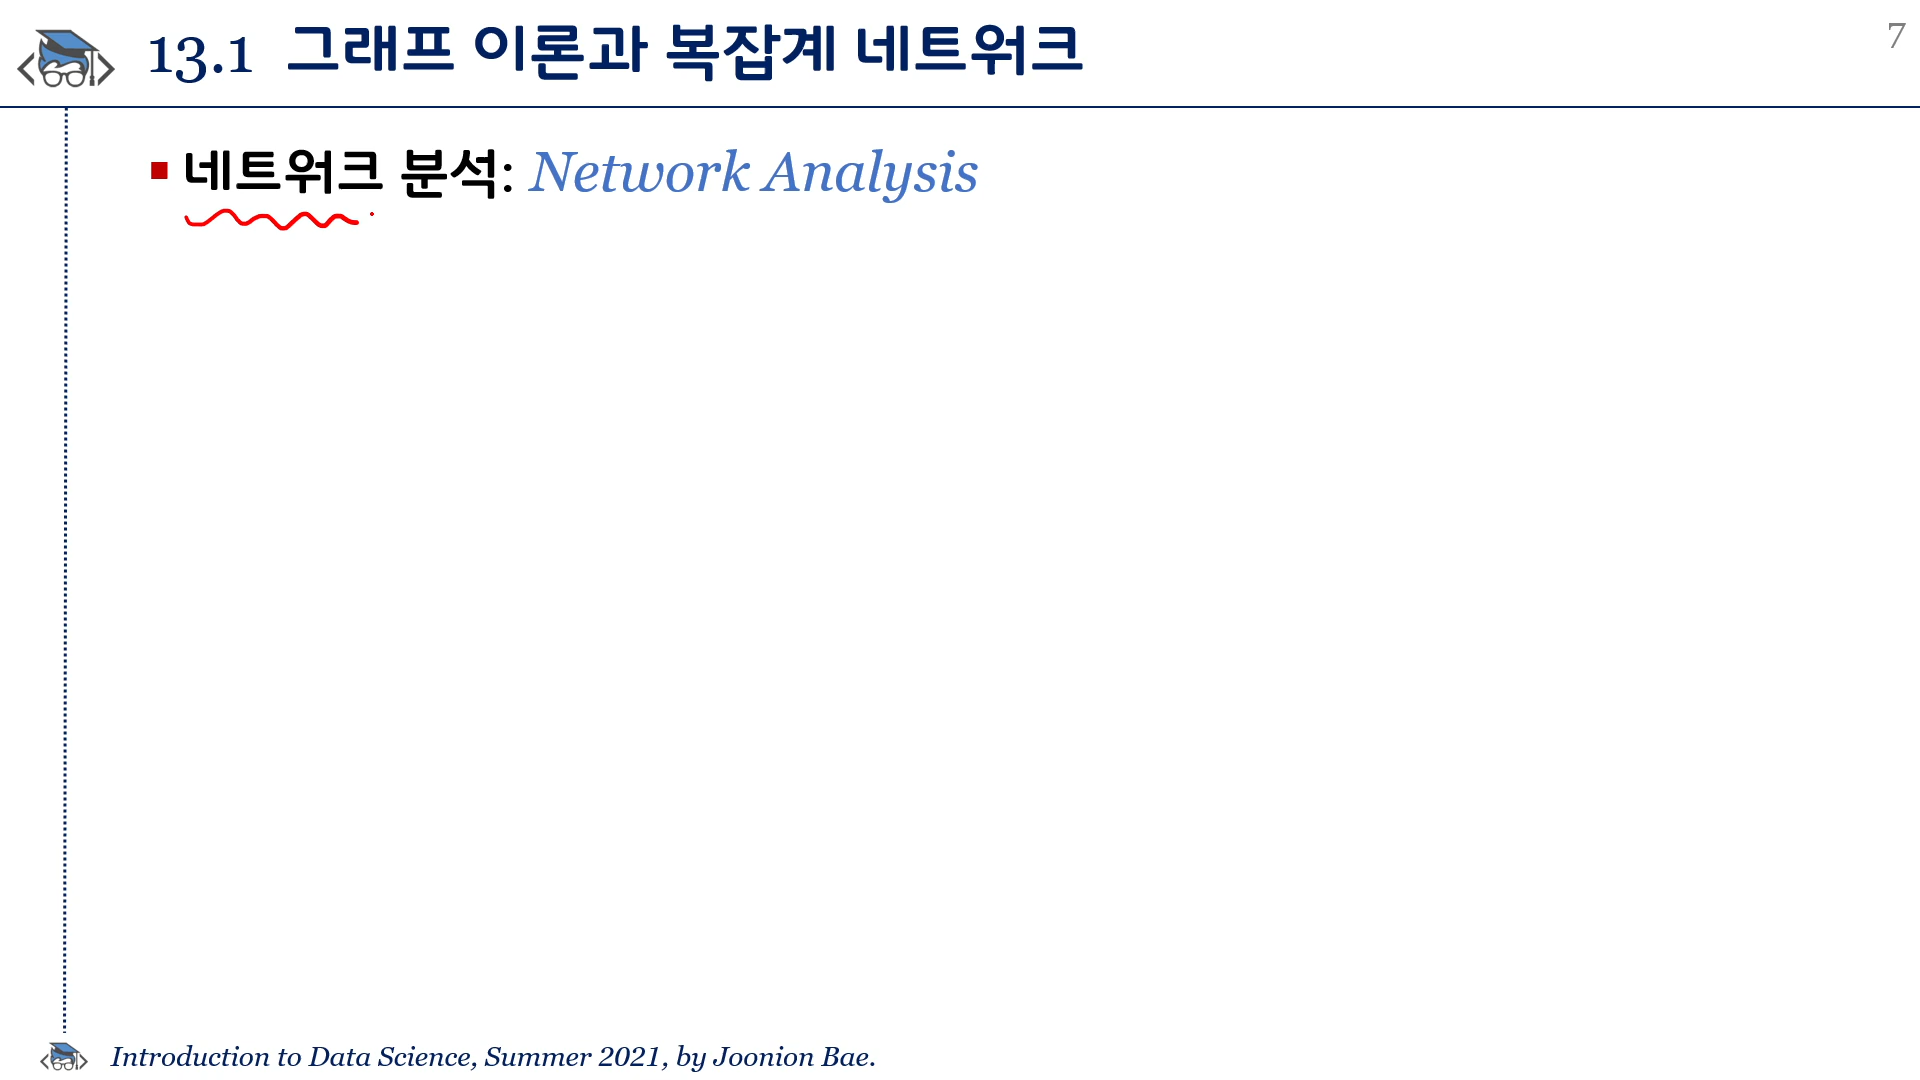 13.1 그래프 이론과 복잡계 네트워크
7
네트워크 분석: Network Analysis
Introduction to Data Science, Summer 2021, by Joonion Bae.